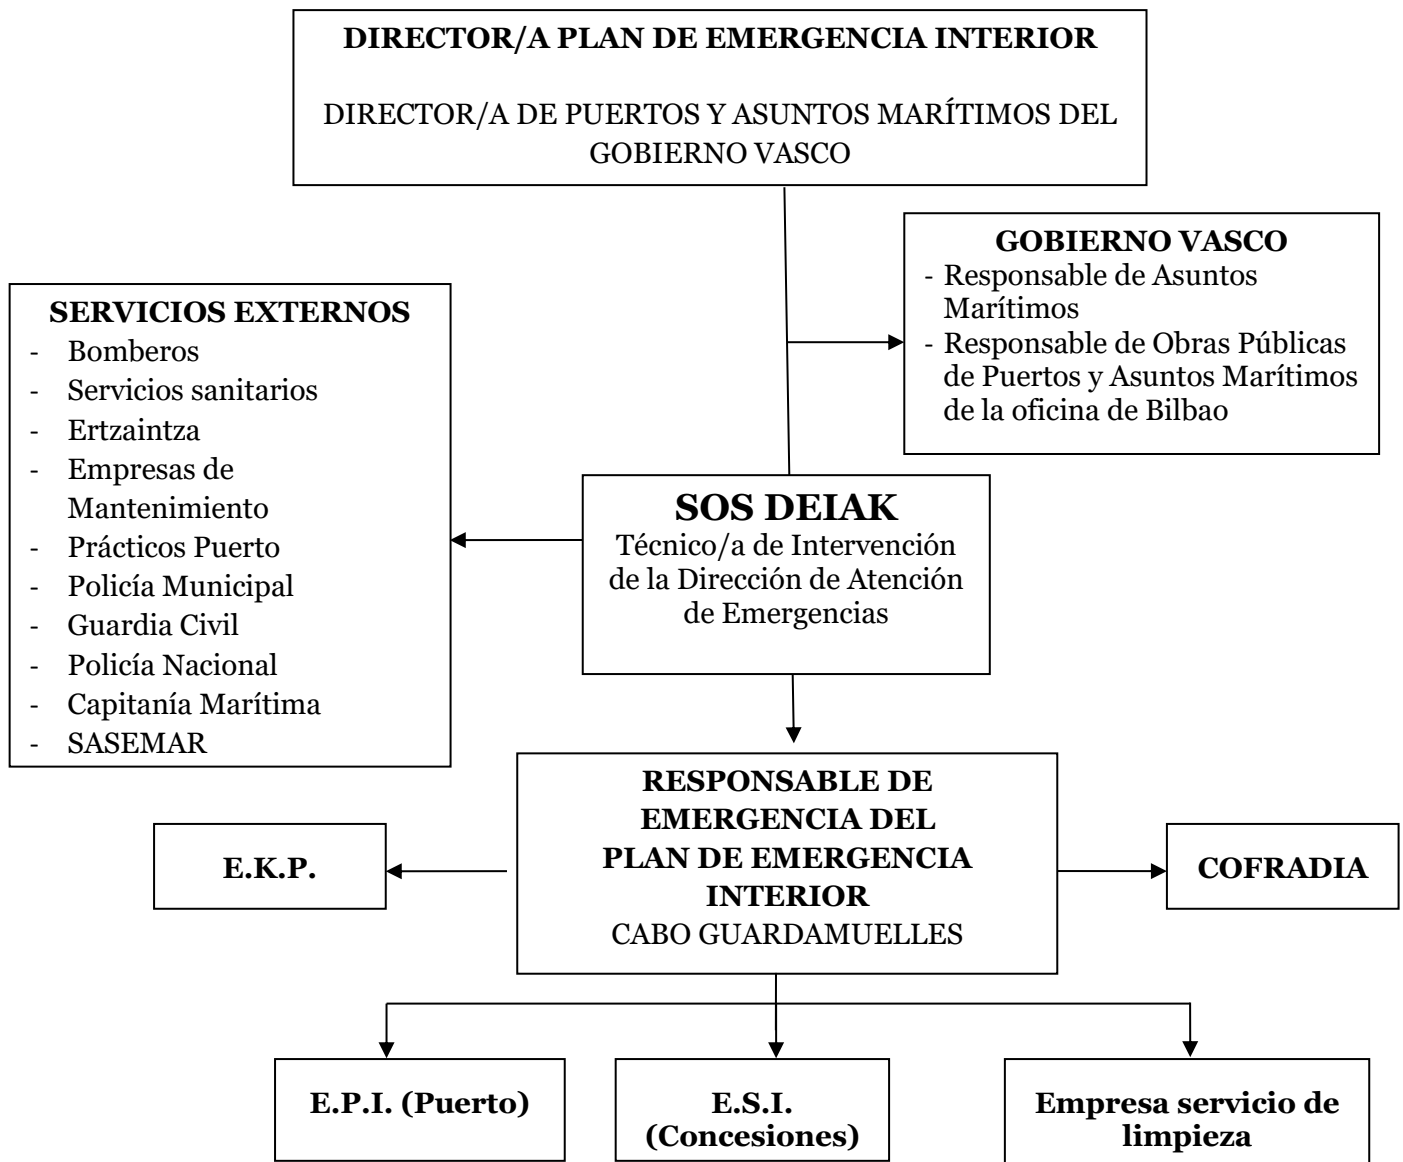 DIRECTOR/A PLAN DE EMERGENCIA INTERIOR
DIRECTOR/A DE PUERTOS Y ASUNTOS MARÍTIMOS DEL
GOBIERNO VASCO
GOBIERNO VASCO
- Responsable de Asuntos
Marítimos
- Responsable de Obras Públicas
de Puertos y Asuntos Marítimos
de la oficina de Bilbao
SERVICIOS EXTERNOS
- Bomberos
- Servicios sanitarios
- Ertzaintza
- Empresas de
Mantenimiento
- Prácticos Puerto
- Policía Municipal
- Guardia Civil
- Policía Nacional
- Capitanía Marítima
- SASEMAR
SOS DEIAK
Técnico/a de Intervención
de la Dirección de Atención
de Emergencias
RESPONSABLE DE
EMERGENCIA DEL
PLAN DE EMERGENCIA
INTERIOR
CABO GUARDAMUELLES
E.K.P.
COFRADIA
E.P.I. (Puerto)
E.S.I.
(Concesiones)
Empresa servicio de
limpieza